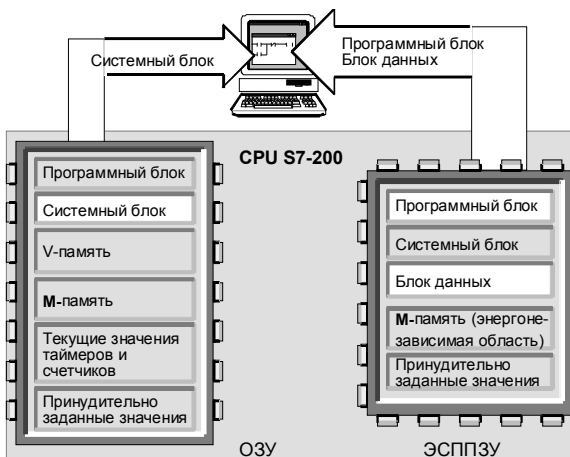 Системный блок
Программный блок
Блок данных
CPU S7-200
Программный блок
Системный блок
V-память
M-память
Текущие значения
таймеров и
счетчиков
Принудительно
заданные значения
ОЗУ
Программный блок
Системный блок
Блок данных
M-память (энергоне-
зависимая область)
Принудительно
заданные значения
ЭСППЗУ